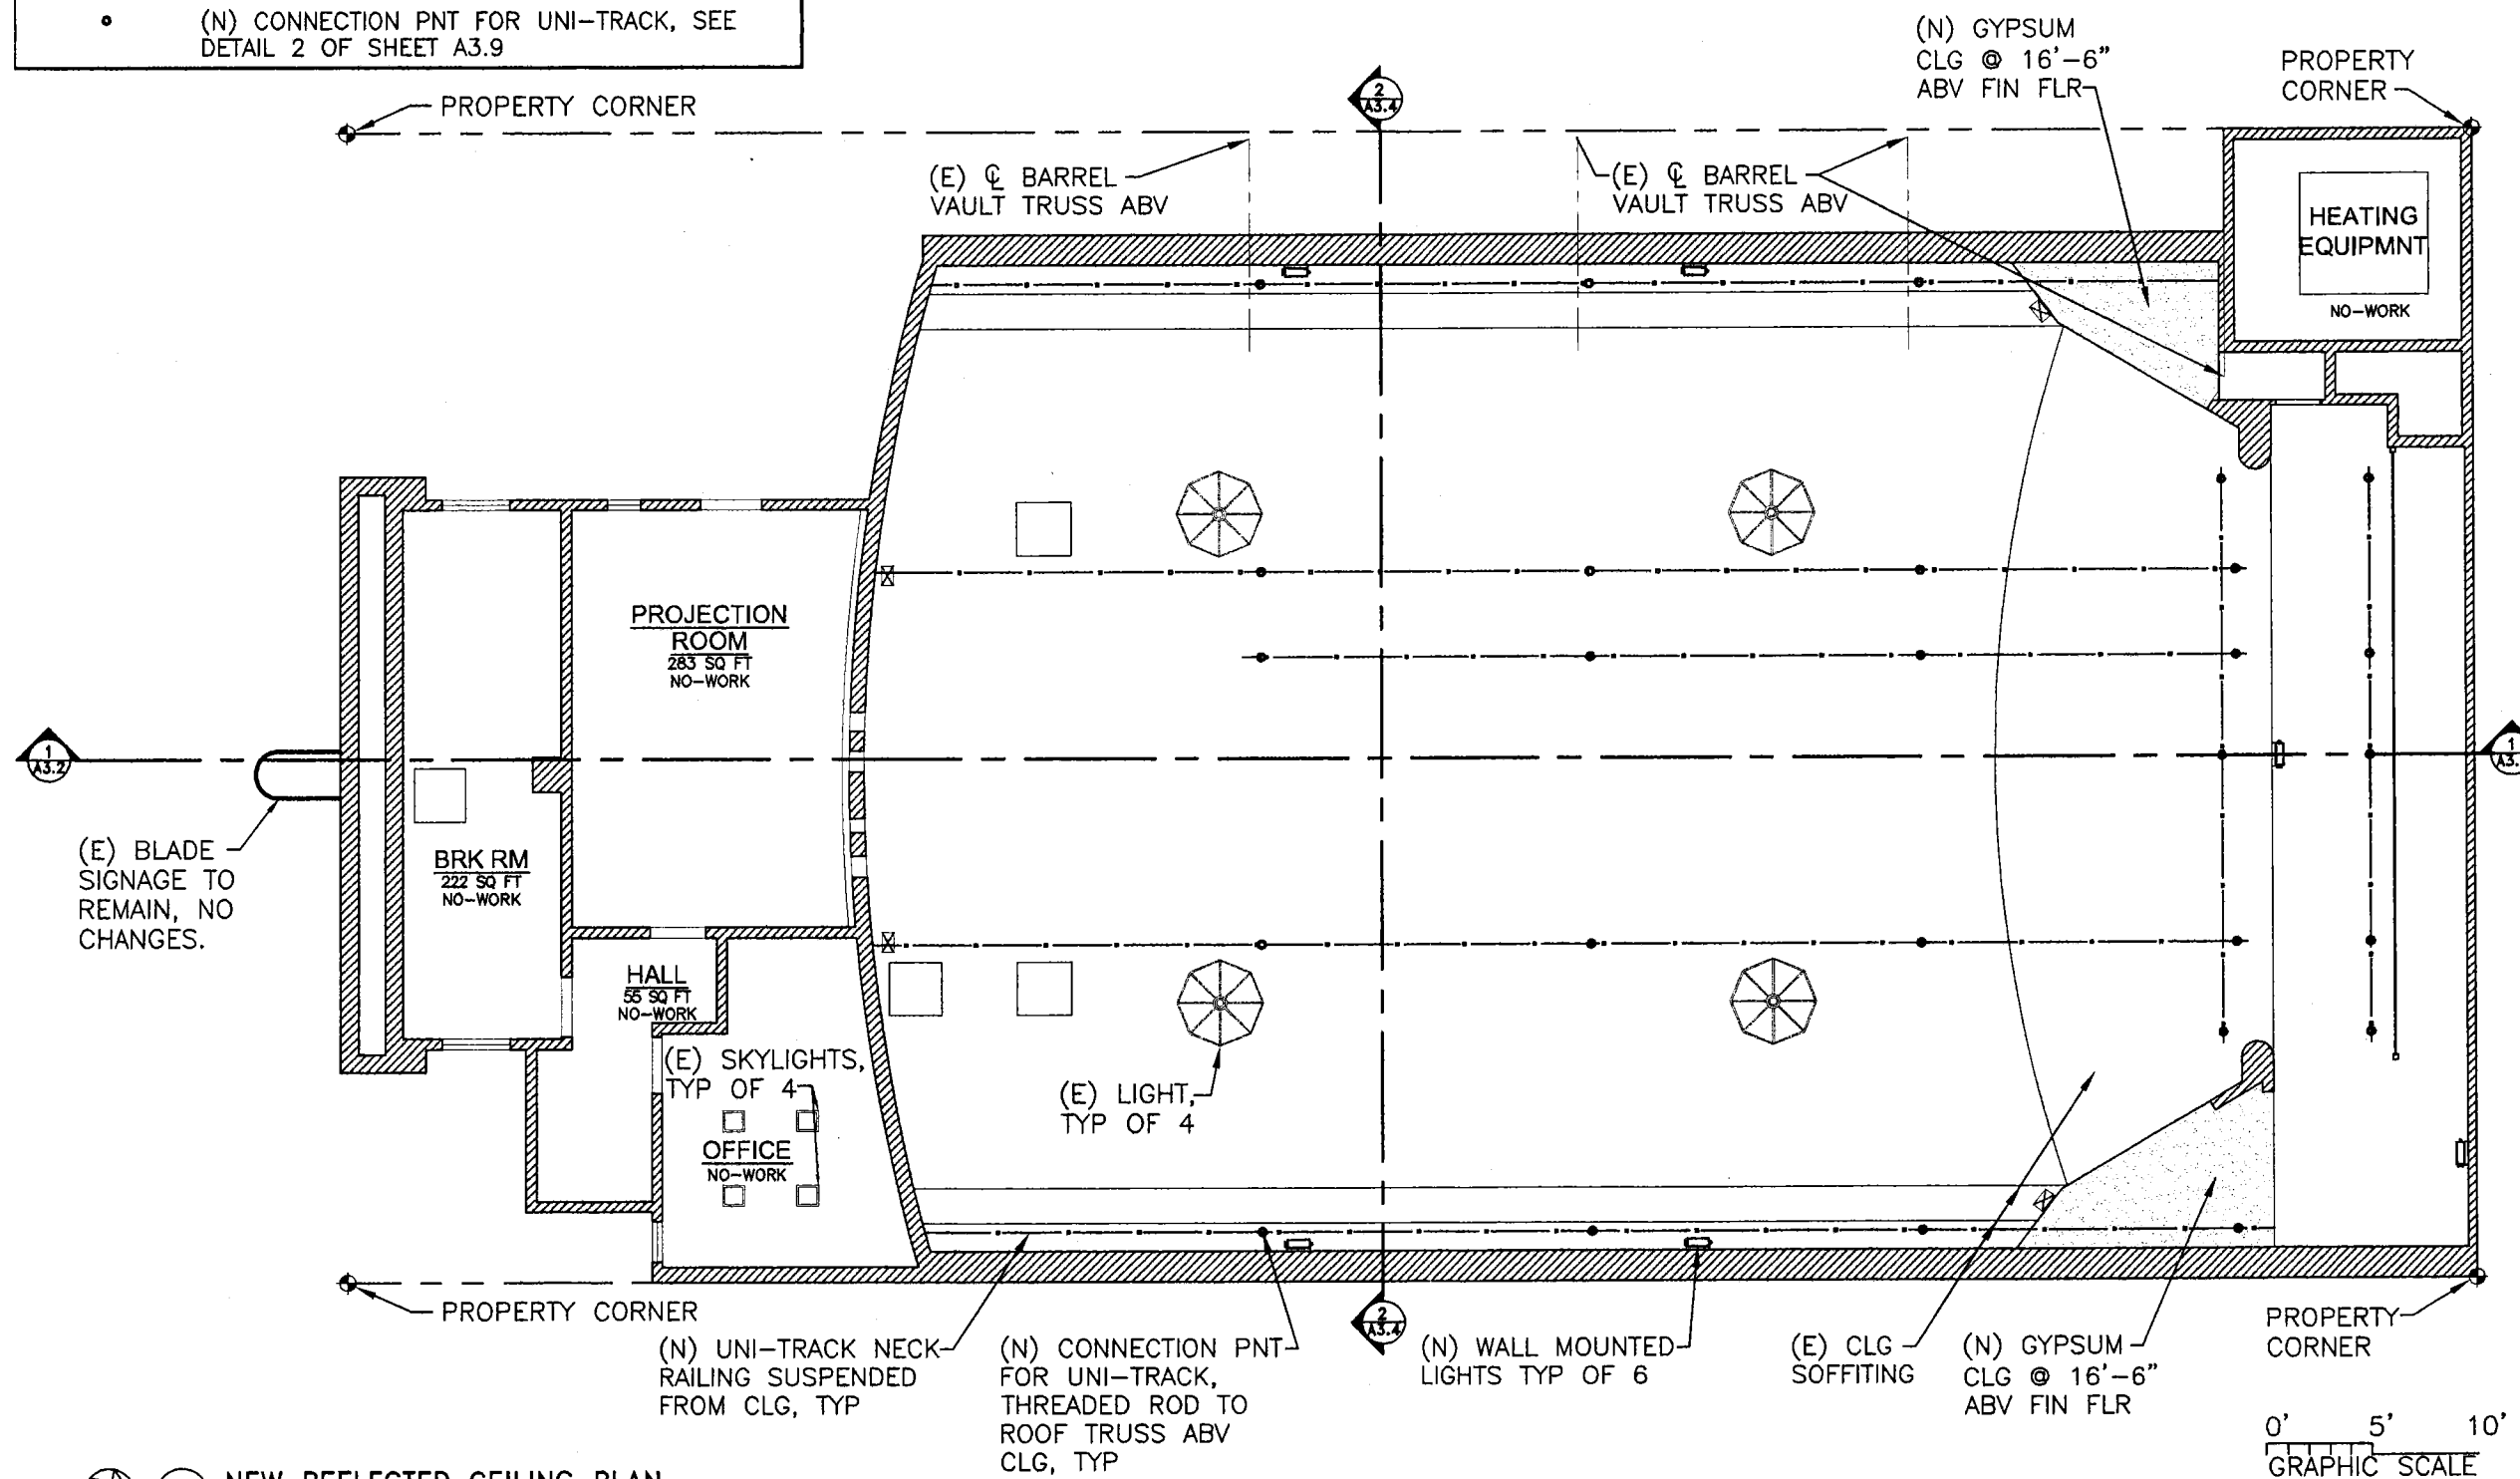 (N) CONNECTION PNT FOR UNI-TRACK, SEE
DETAIL 2 OF SHEET A3.9
(N) GYPSUM
CLG @ 16'-6"
ABV FIN FLR
PROPERTY
CORNER
PROPERTY CORNER
2
A3.4
(E) ℄ BARREL
VAULT TRUSS ABV
(E) ℄ BARREL
VAULT TRUSS ABV
HEATING
EQUIPMNT
NO-WORK
PROJECTION
ROOM
283 SQ FT
NO-WORK
1
A3.2
1
(E) BLADE
SIGNAGE TO
REMAIN, NO
CHANGES.
BRK RM
222 SQ FT
NO-WORK
HALL
55 SQ FT
NO-WORK
(E) SKYLIGHTS,
TYP OF 4
OFFICE
NO-WORK
(E) LIGHT,
TYP OF 4
PROPERTY CORNER
2
A3.4
(N) UNI-TRACK NECK
RAILING SUSPENDED
FROM CLG, TYP
(N) CONNECTION PNT
FOR UNI-TRACK,
THREADED ROD TO
ROOF TRUSS ABV
CLG, TYP
(N) WALL MOUNTED
LIGHTS TYP OF 6
(E) CLG
SOFFITING
(N) GYPSUM
CLG @ 16'-6"
ABV FIN FLR
PROPERTY
CORNER
0' 5' 10'
GRAPHIC SCALE
NEW REFLECTED CEILING PLAN